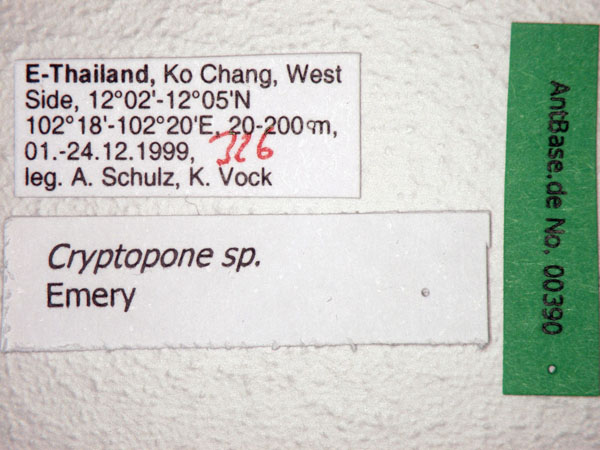 E-Thailand, Ko Chang, West
Side, 12°02'-12°05'N
102°18'-102°20'E, 20-200m,
01.-24.12.1999, 326
leg. A. Schulz, K. Vock
Cryptopone sp.
Emery
AntBase.de No. 00390